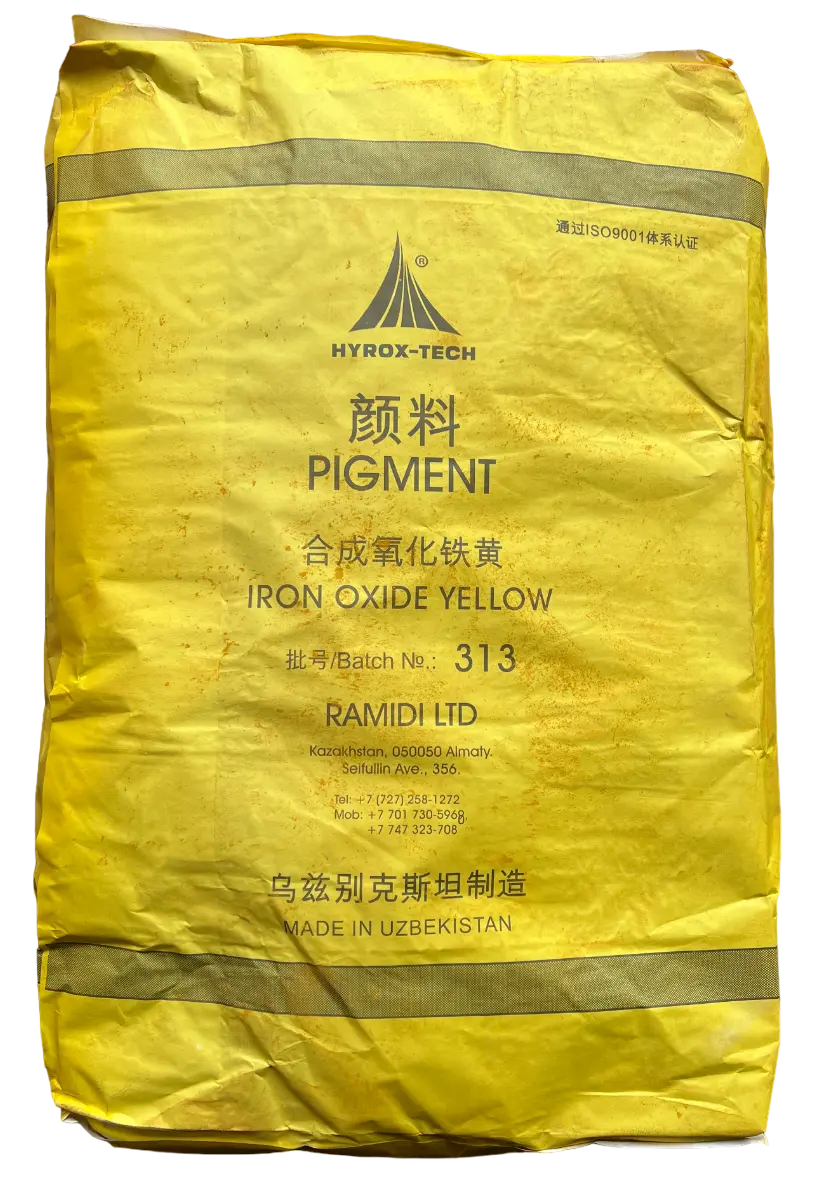 通过ISO9001体系认证
®
HYROX-TECH
颜料
PIGMENT
合成氧化铁黄
IRON OXIDE YELLOW
批号/Batch №.: 313
RAMIDI LTD
Kazakhstan, 050050 Almaty.
Seifullin Ave., 356.
Tel: +7 (727) 258-1272
Mob: +7 701 730-5968
+7 747 323-708
乌兹别克斯坦制造
MADE IN UZBEKISTAN